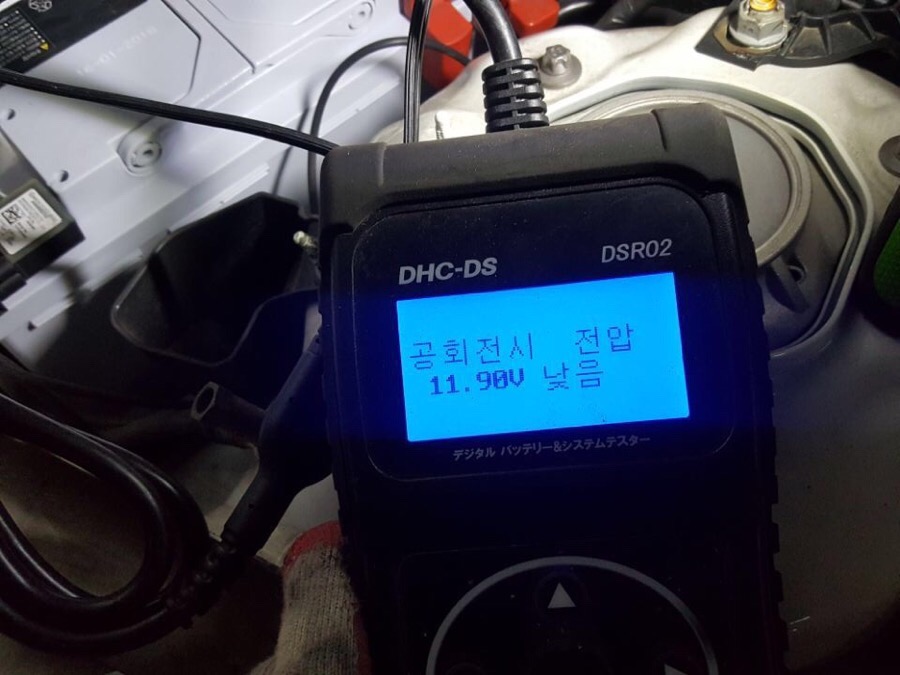 DHC-DS DSR02
공회전시 전압
11.90V 낮음
デジタル バッテリー&システムテスター